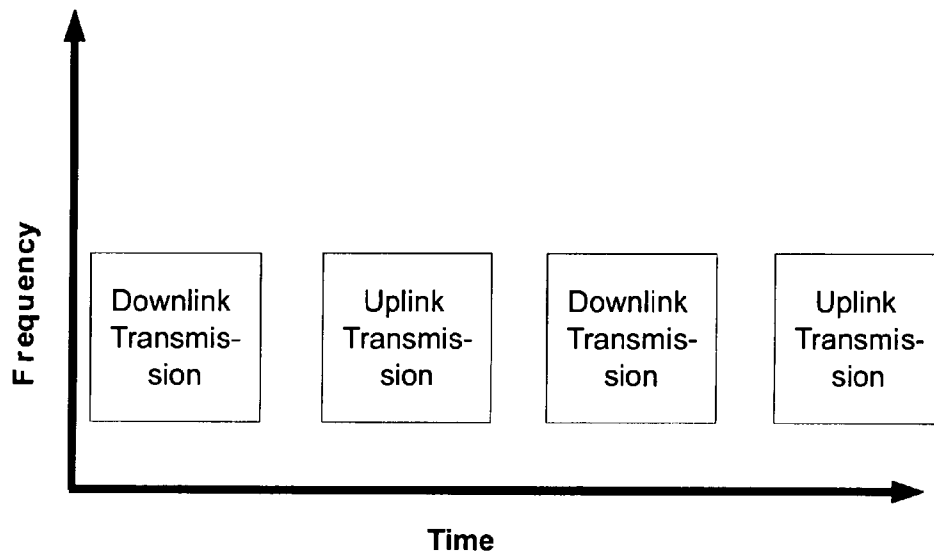 Frequency
Downlink
Transmis-
sion
Uplink
Transmis-
sion
Downlink
Transmis-
sion
Uplink
Transmis-
sion
Time